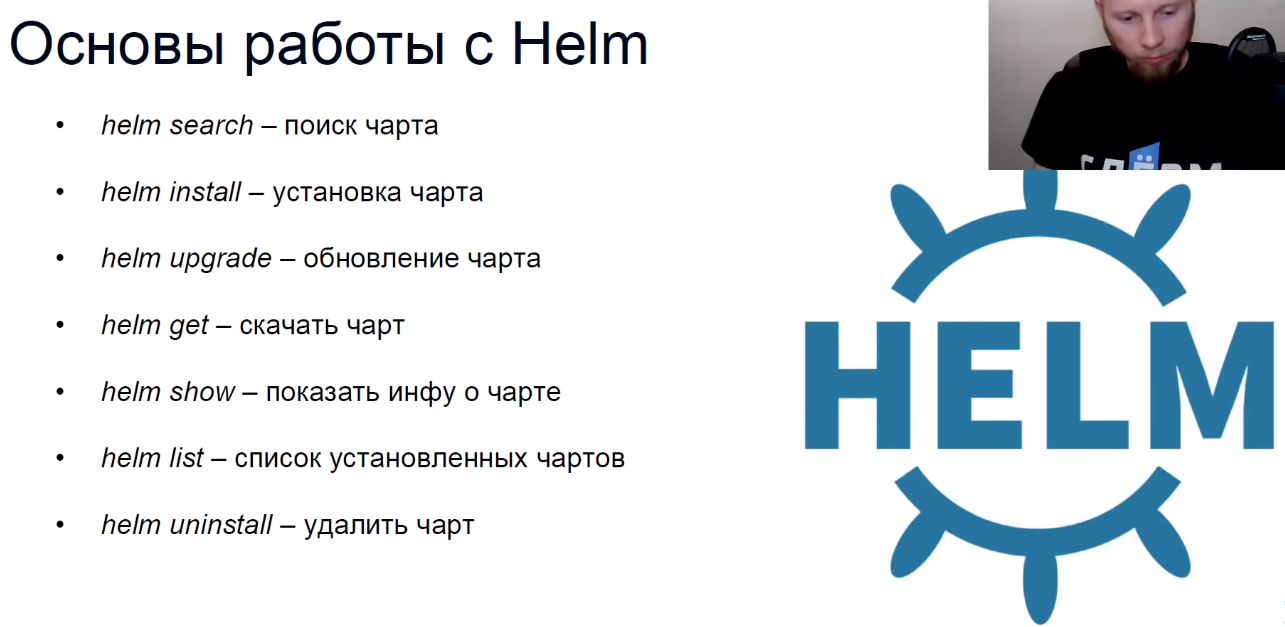 Основы работы с Helm
• helm search – поиск чарта
• helm install – установка чарта
• helm upgrade – обновление чарта
• helm get – скачать чарт
• helm show – показать инфу о чарте
• helm list – список установленных чартов
• helm uninstall – удалить чарт
HELM